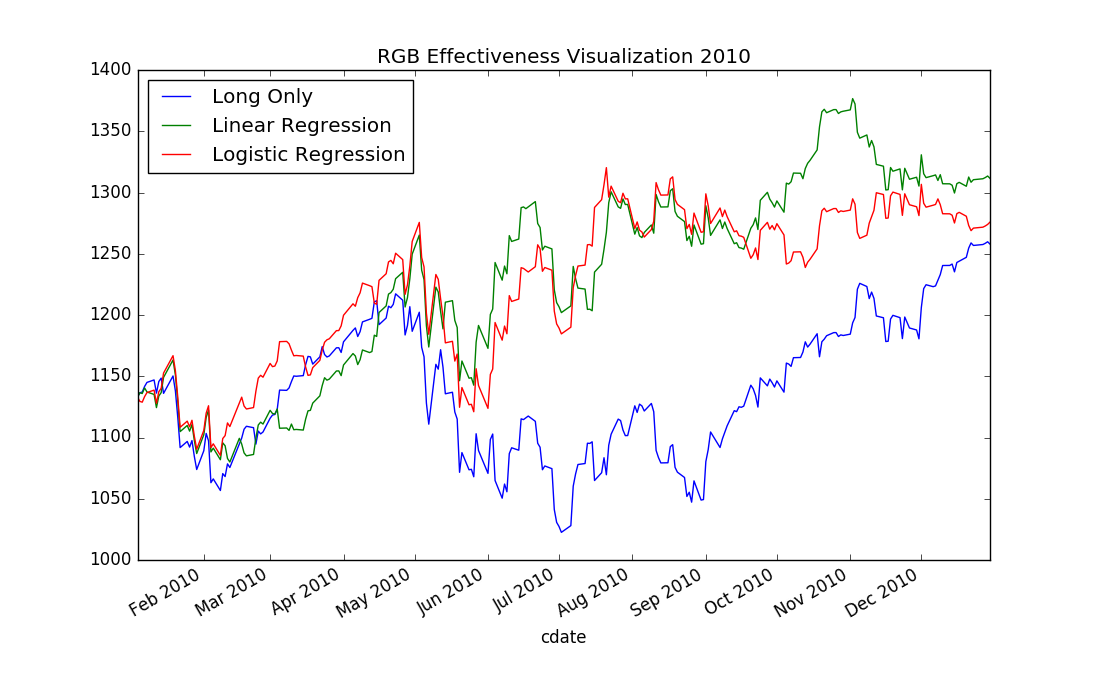 RGB Effectiveness Visualization 2010
1400
1350
1300
1250
1200
1150
1100
1050
1000
Long Only
Linear Regression
Logistic Regression
Feb 2010
Mar 2010
Apr 2010
May 2010
Jun 2010
Jul 2010
Aug 2010
Sep 2010
Oct 2010
Nov 2010
Dec 2010
cdate